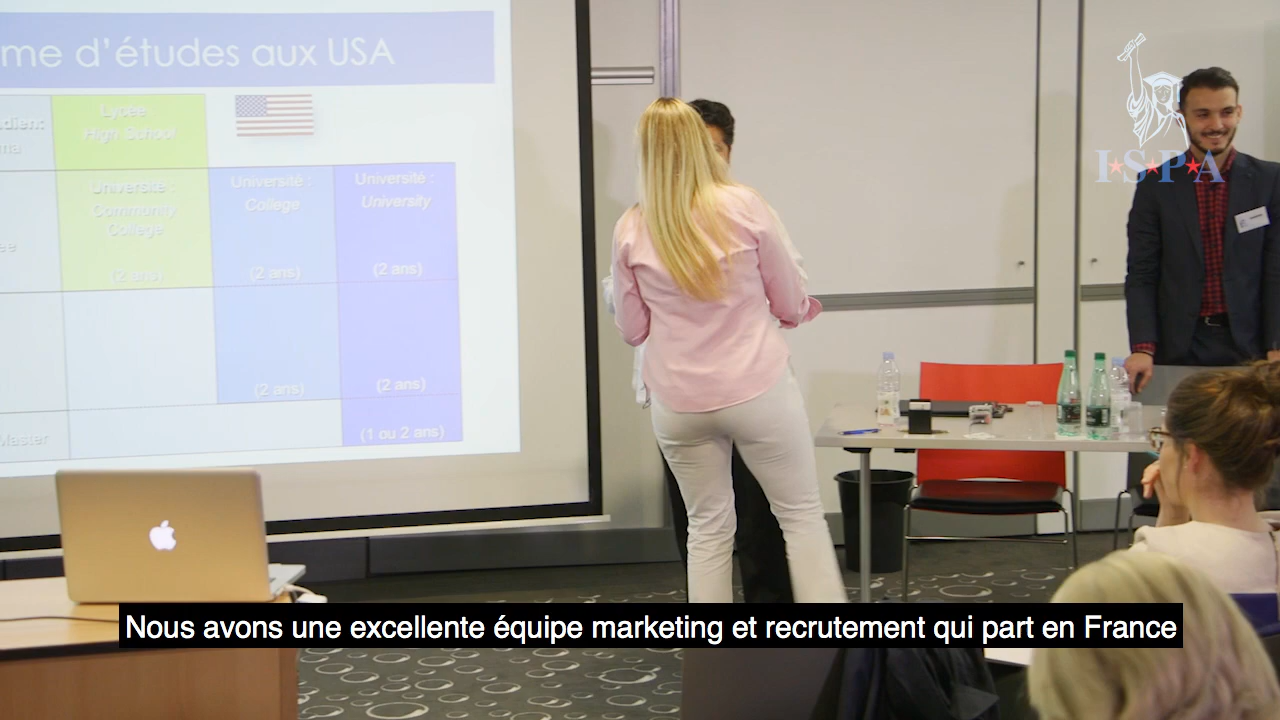 me d'études aux USA
Lycée
High School
Université :
Community
College
(2 ans)
Université :
College
(2 ans)
Université :
University
(2 ans)
(2 ans)
(2 ans)
Master
(1 ou 2 ans)
I★S★P★A
Nous avons une excellente équipe marketing et recrutement qui part en France